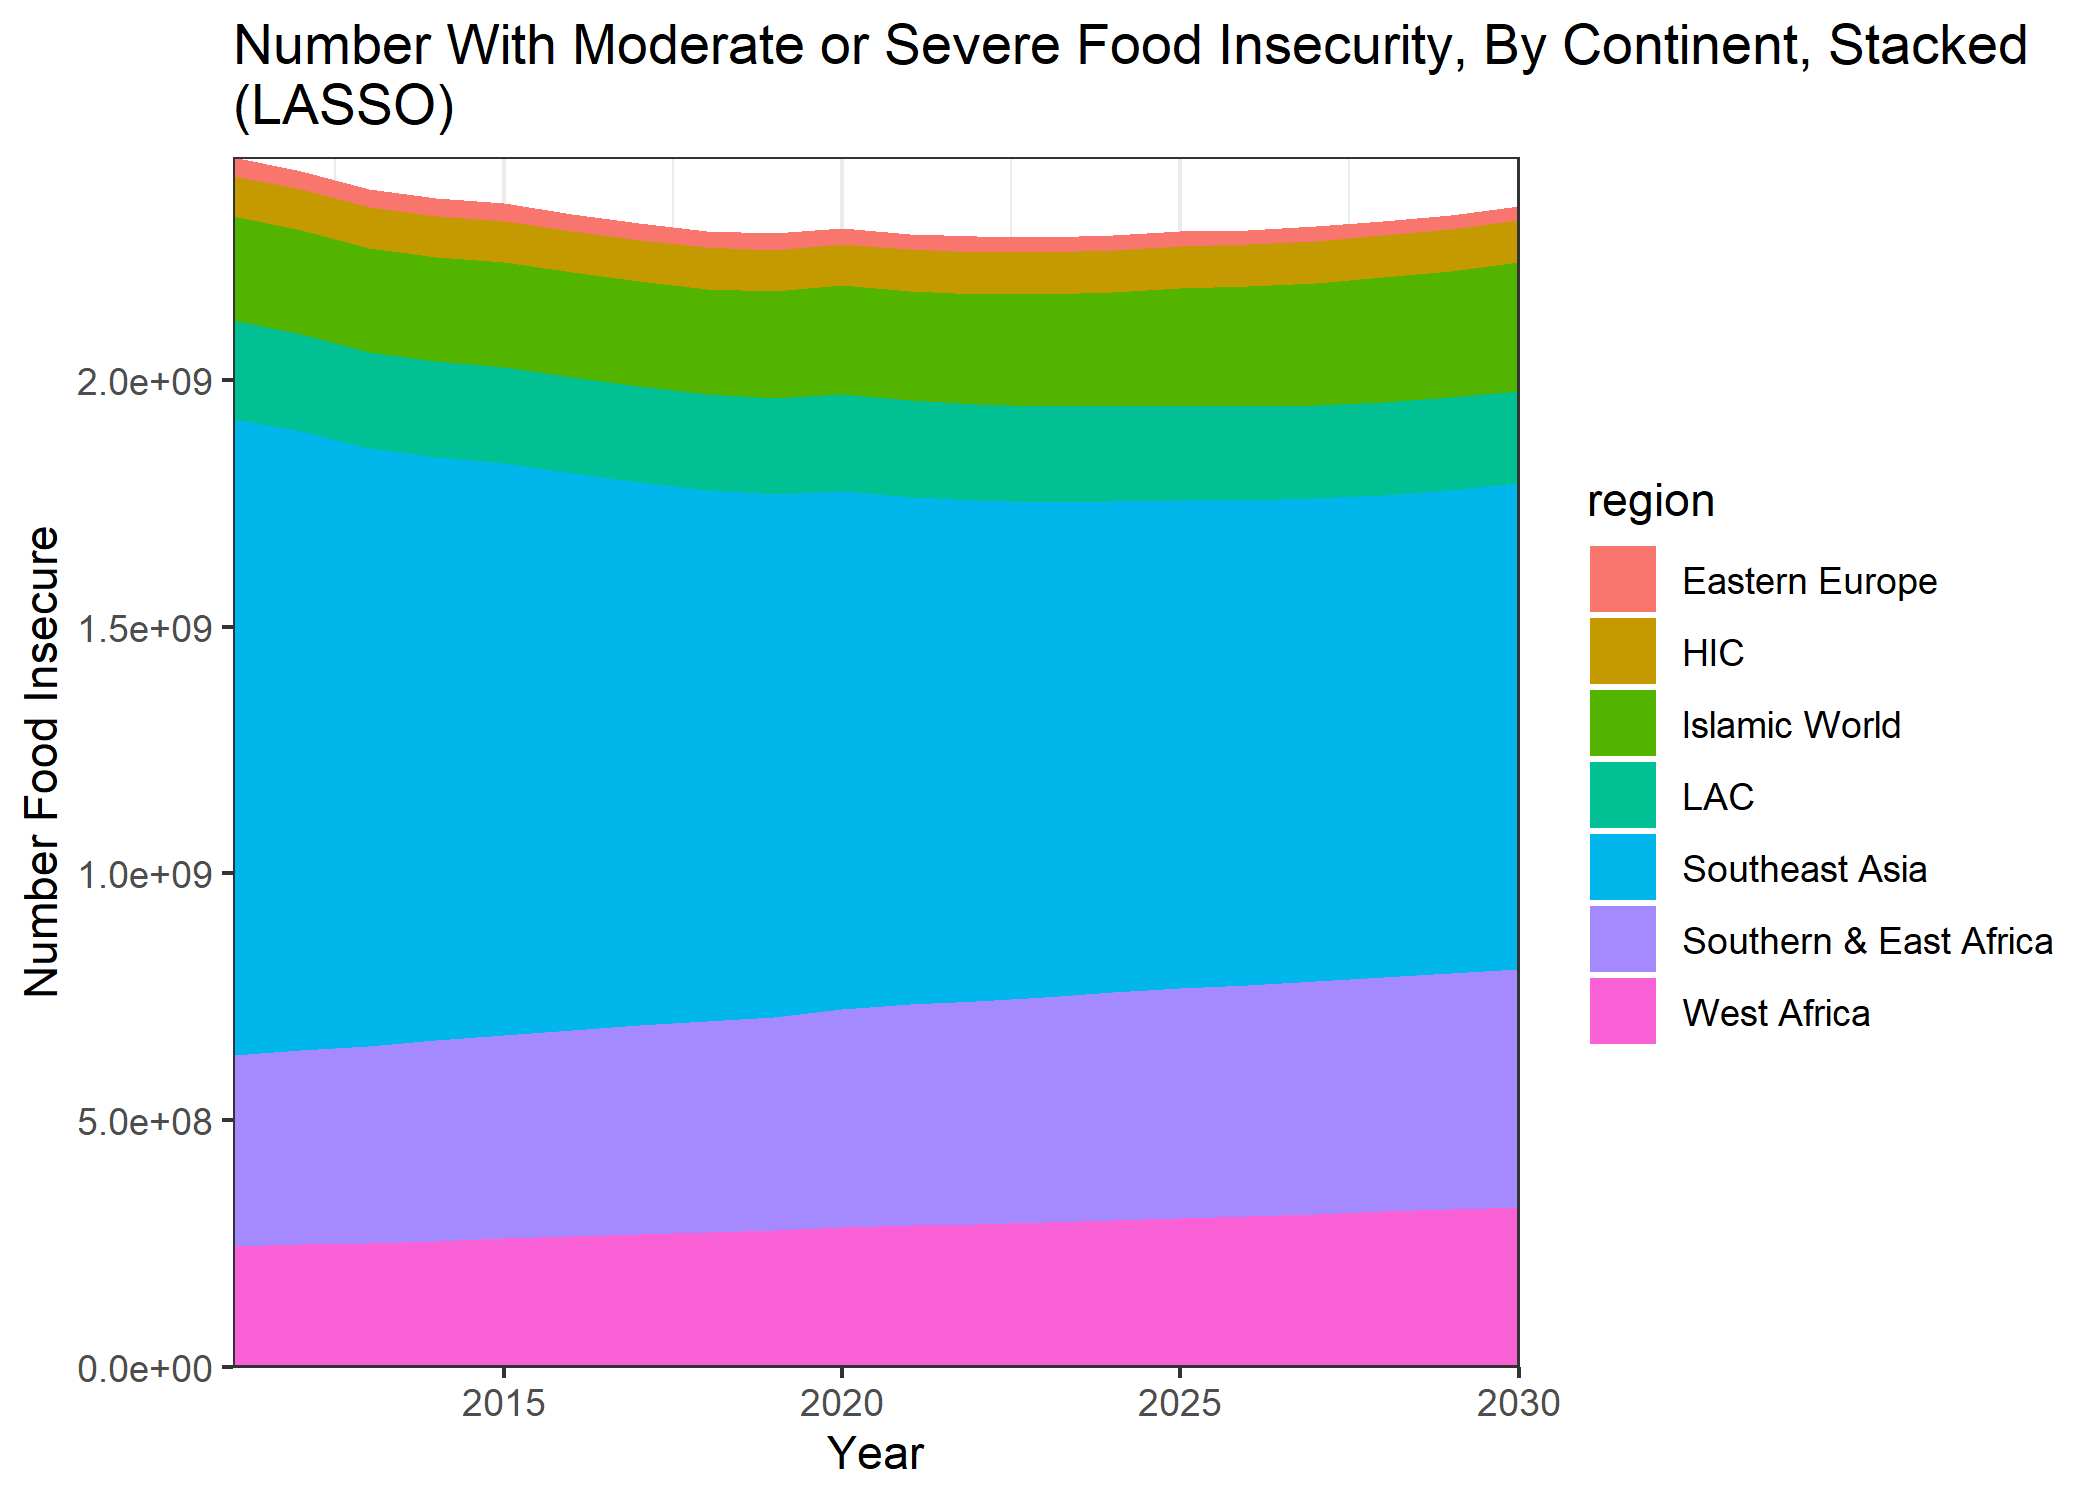 Number With Moderate or Severe Food Insecurity, By Continent, Stacked
(LASSO)
Number Food Insecure
2.0e+09
1.5e+09
1.0e+09
5.0e+08
0.0e+00
2015
2020
2025
2030
Year
region
Eastern Europe
HIC
Islamic World
LAC
Southeast Asia
Southern & East Africa
West Africa